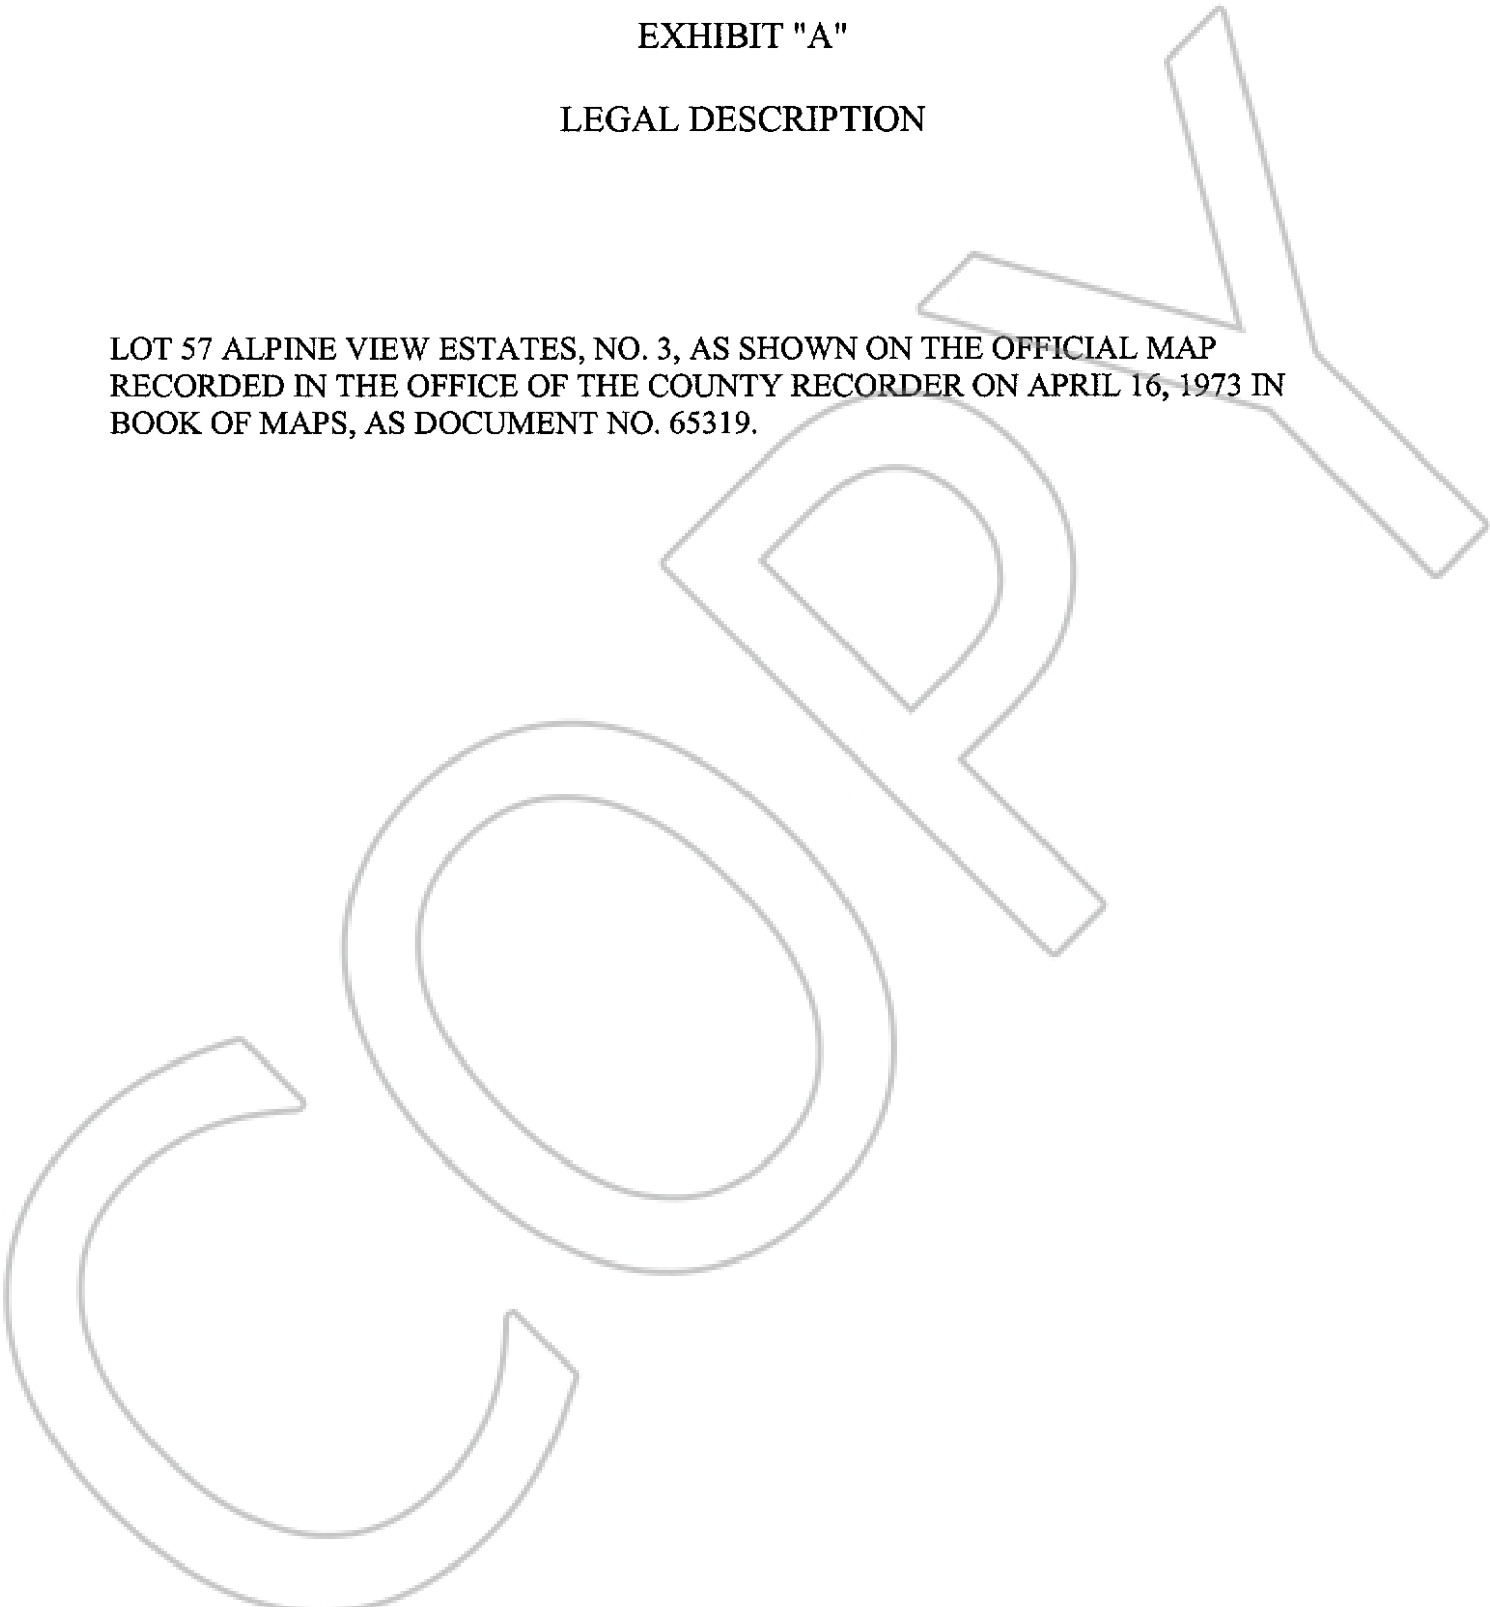 EXHIBIT "A"
LEGAL DESCRIPTION
LOT 57 ALPINE VIEW ESTATES, NO. 3, AS SHOWN ON THE OFFICIAL MAP
RECORDED IN THE OFFICE OF THE COUNTY RECORDER ON APRIL 16, 1973 IN
BOOK OF MAPS, AS DOCUMENT NO. 65319.
COPY